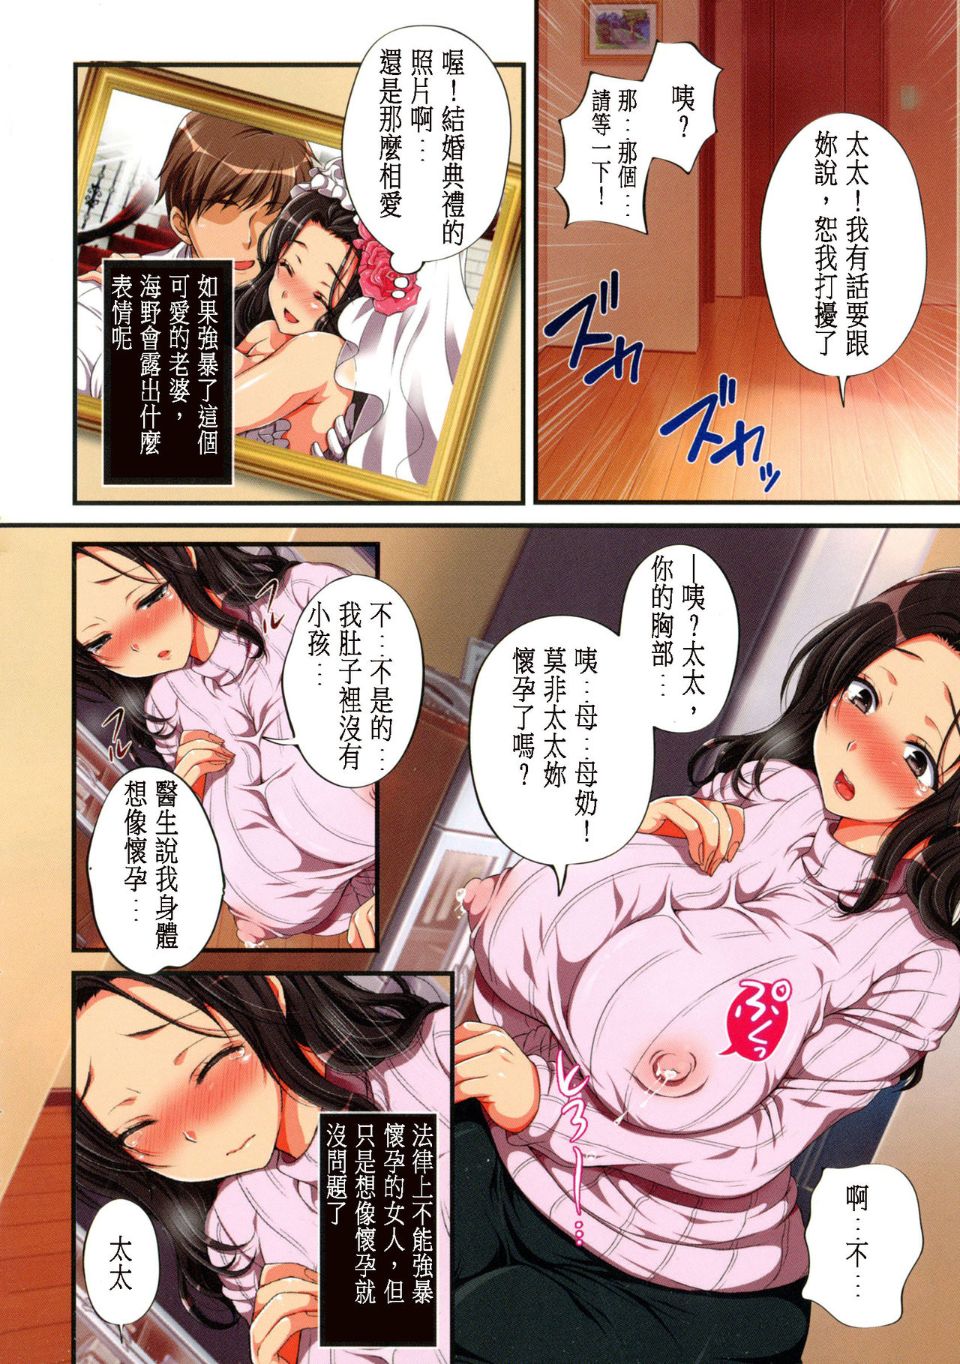 太太！我有話要跟
妳說，恕我打擾了
咦？
那…那個…
請等一下！
ズカ
ズカッ
喔！結婚典禮的
照片啊…
還是那麼相愛
如果強暴了這個
可愛的老婆，
海野會露出什麼
表情呢
—咦？太太，
你的胸部…
咦…母…母奶！
莫非太太妳
懷孕了嗎？
ぷくっ
とろ…
啊…不…
不…不是的…
我肚子裡沒有
小孩…
醫生說我身體
想像懷孕…
法律上不能強暴
懷孕的女人，但
只是想像懷孕就
沒問題了
太太